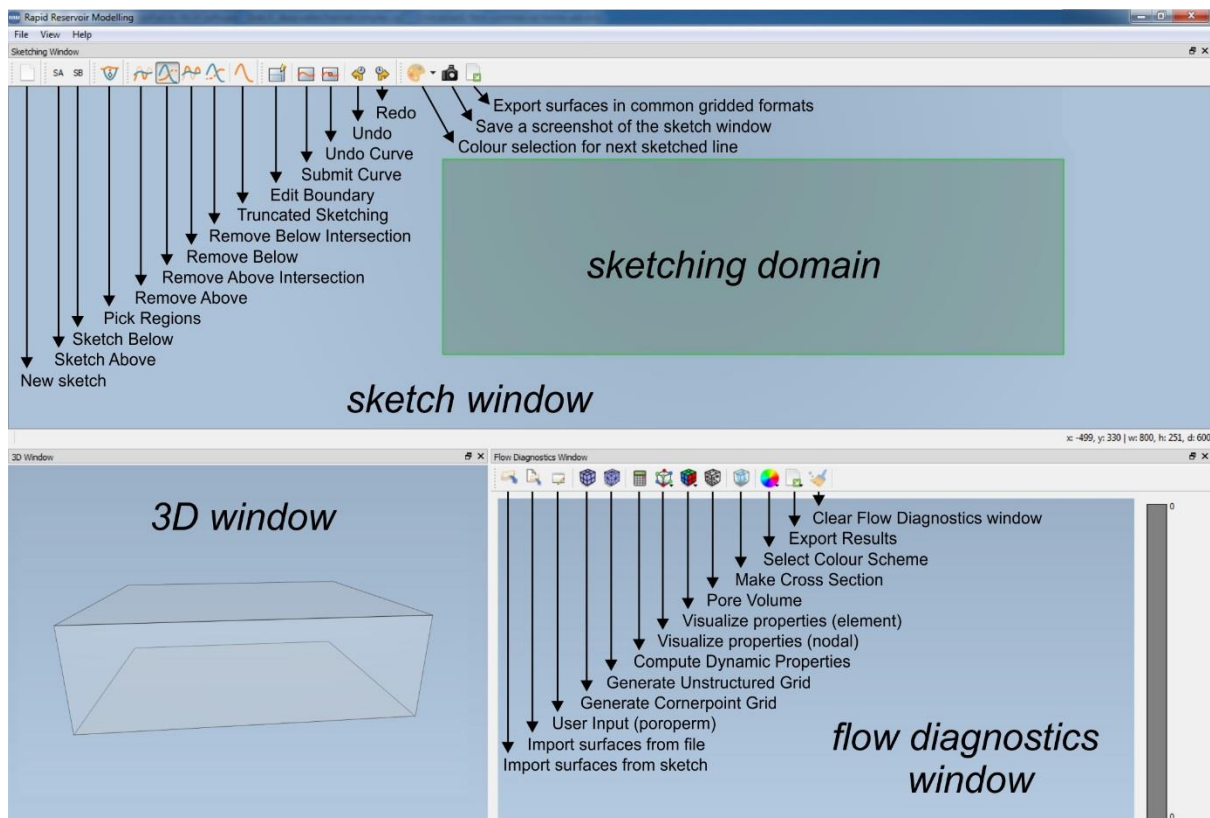 Rapid Reservoir Modelling
File View Help
Sketching Window
SA SB
Export surfaces in common gridded formats
Save a screenshot of the sketch window
Colour selection for next sketched line
Redo
Undo
Undo Curve
Submit Curve
Edit Boundary
Truncated Sketching
Remove Below Intersection
Remove Below
Remove Above Intersection
Remove Above
Pick Regions
Sketch Below
Sketch Above
New sketch
sketching domain
sketch window
x: -499, y: 330 | w: 800, h: 251, d: 600
3D Window
3D window
Flow Diagnostics Window
0
Clear Flow Diagnostics window
Export Results
Select Colour Scheme
Make Cross Section
Pore Volume
Visualize properties (element)
Visualize properties (nodal)
Compute Dynamic Properties
Generate Unstructured Grid
Generate Cornerpoint Grid
User Input (poroperm)
Import surfaces from file
Import surfaces from sketch
flow diagnostics
window
0